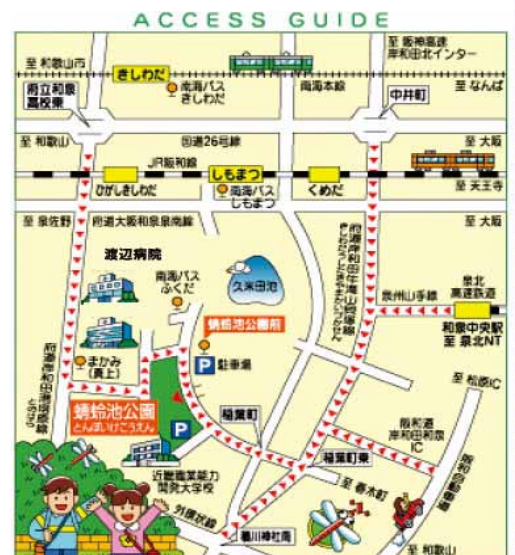 ACCESS GUIDE
至 和歌山市
きしわだ
南海バス
きしわだ
南海本線
至 阪神高速
岸和田北インター
至 なんば
府立和泉
高校東
中井町
至 和歌山
国道26号線
至 大阪
JR阪和線
ひがしきしわだ
しもまつ
南海バス
しもまつ
くめだ
至 天王寺
至 泉佐野
府道大阪和泉泉南線
至 大阪
渡辺病院
南海バス
ふくだ
久米田池
泉州山手線
泉北
高速鉄道
和泉中央駅
至 泉北NT
蜻蛉池公園前
駐車場
P
まかみ
(真上)
至 松原IC
蜻蛉池公園
とんぼいけこうえん
P
稲葉町
阪和道
岸和田和泉
IC
阪和自動車道
稲葉町東
近畿職業能力
開発大学校
至 春木町
外環状線
積川神社南
至 和歌山